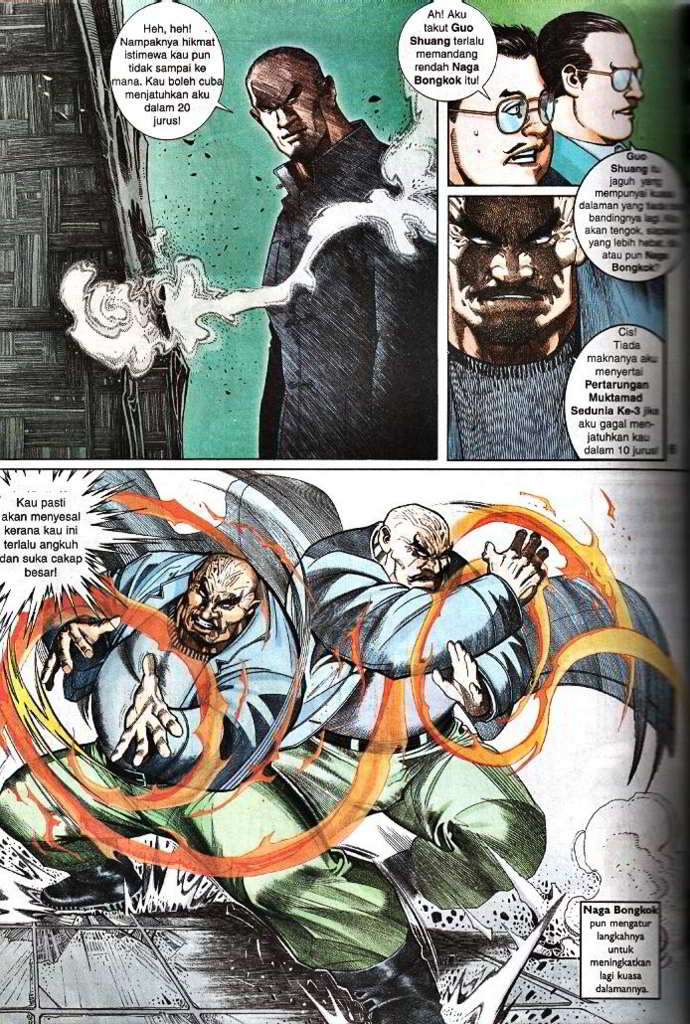 Heh, heh!
Nampaknya hikmat
istimewa kau pun
tidak sampai ke
mana. Kau boleh cuba
menjatuhkan aku
dalam 20
jurus!
Ah! Aku
takut Guo
Shuang terlalu
memandang
rendah Naga
Bongkok itu!
Guo
Shuang itu
jaguh yang
mempunyai kuasa
dalaman yang tiada
bandingnya lagi.
akan tengok,
yang lebih hebat,
atau pun Naga
Bongkok
Cis!
Tiada
maknanya aku
menyertai
Pertarungan
Muktamad
Sedunia Ke-3 jika
aku gagal men-
jatuhkan kau
dalam 10 jurus!
Kau pasti
akan menyesal
kerana kau ini
terlalu angkuh
dan suka cakap
besar!
Naga Bongkok
pun mengatur
langkahnya
untuk
meningkatkan
lagi kuasa
dalamannya.